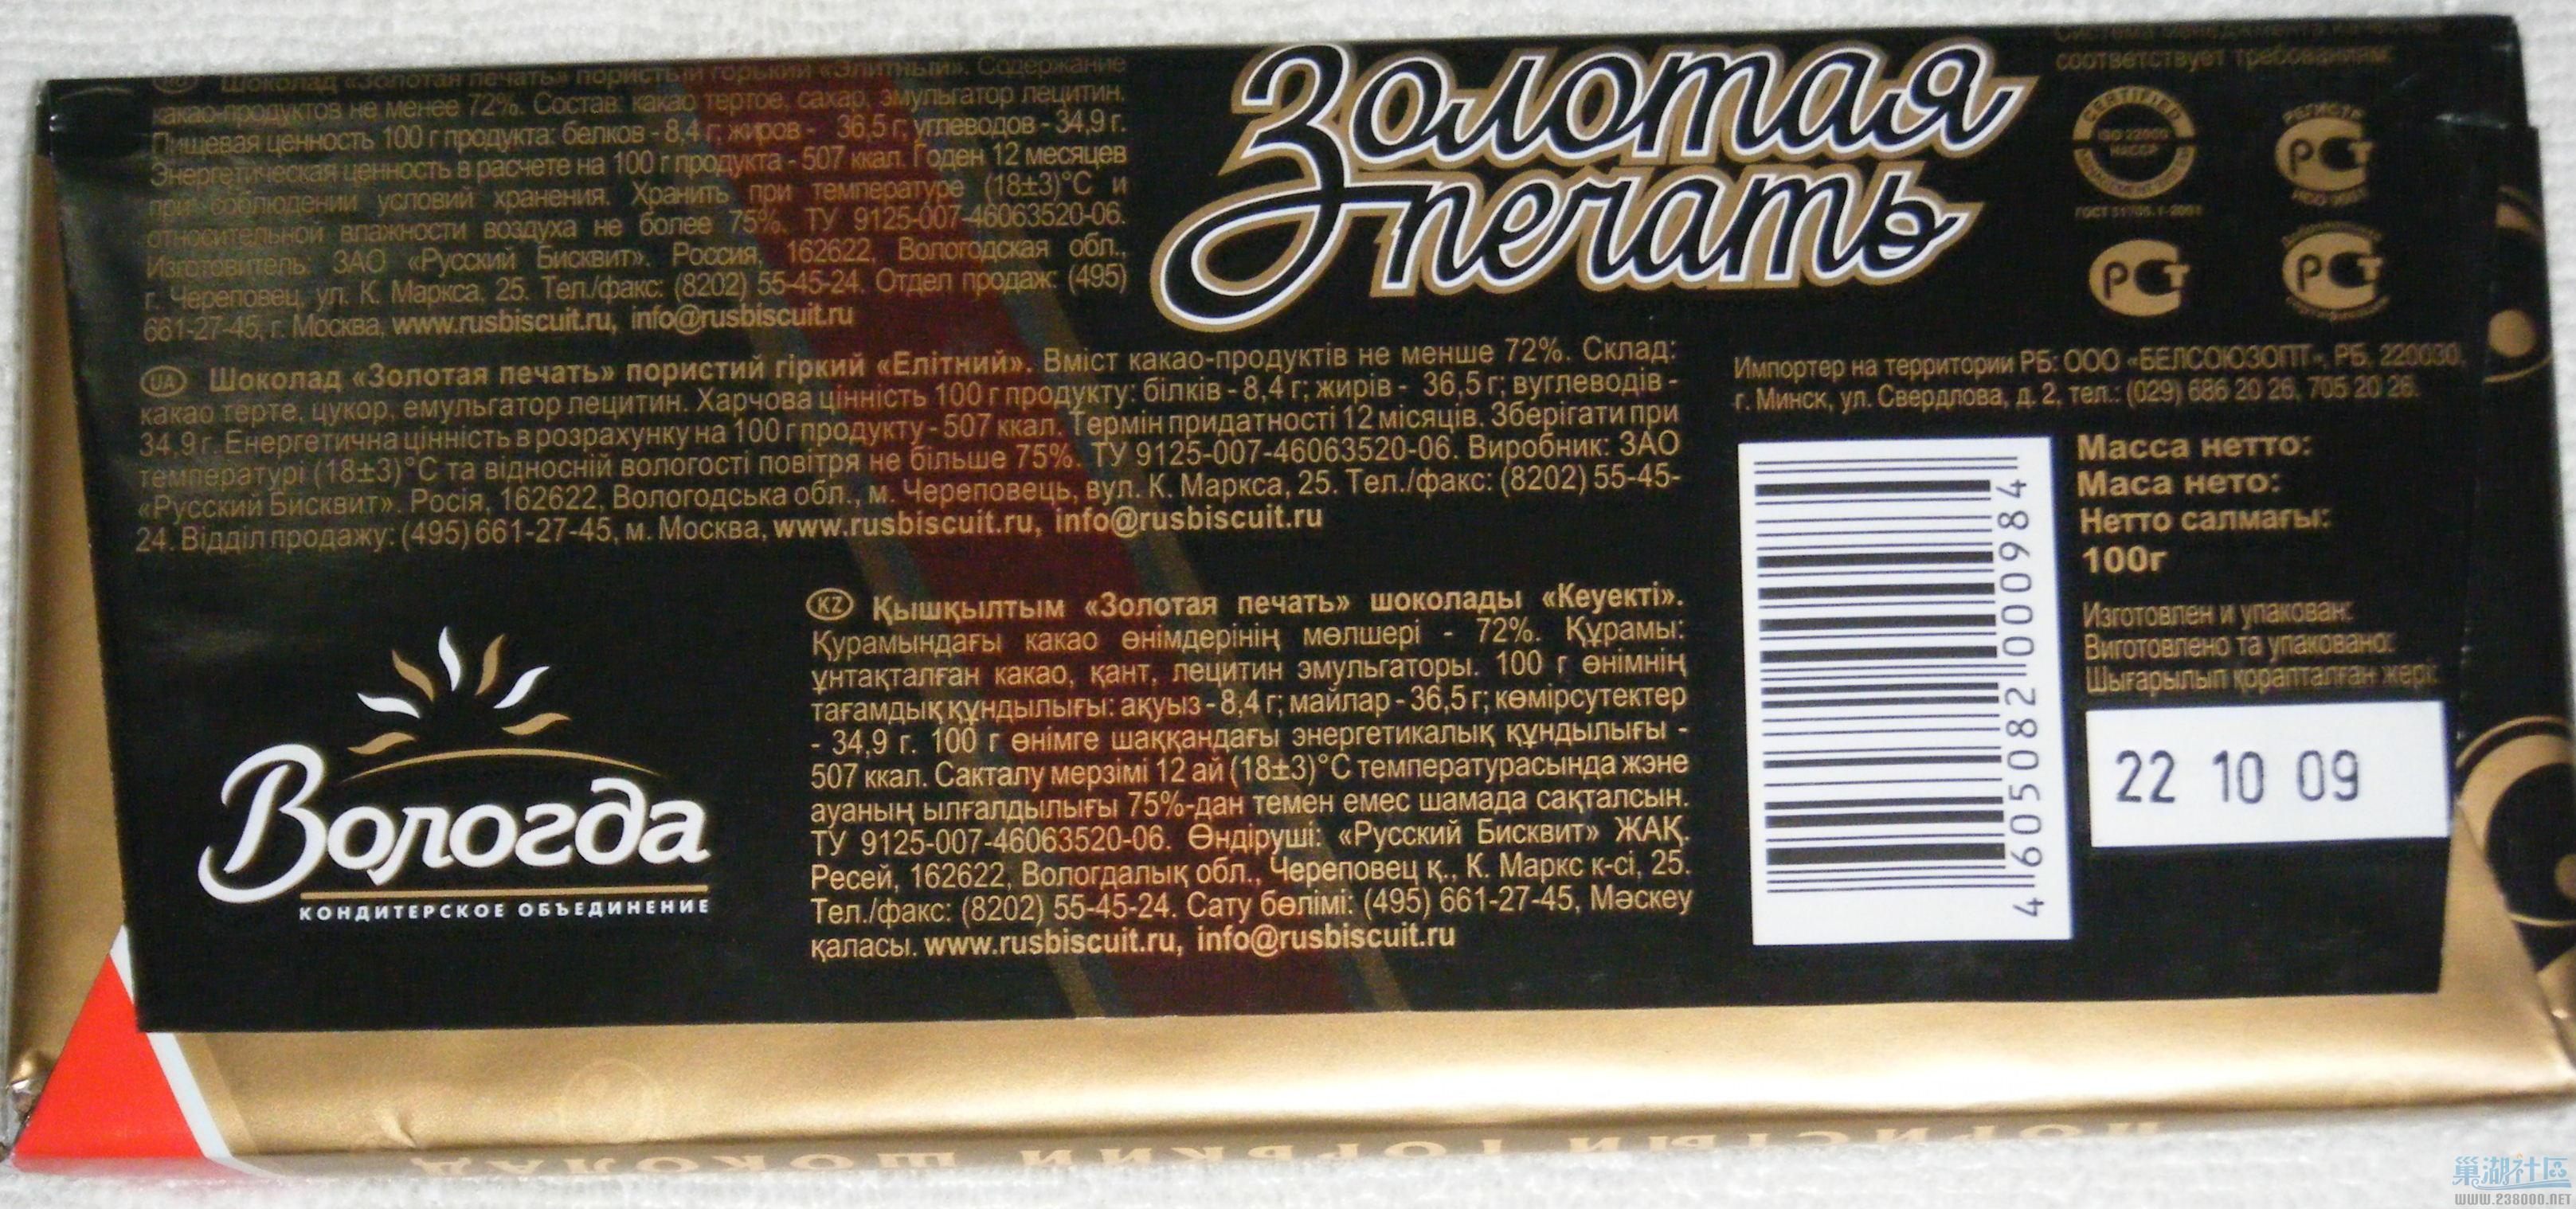 Шоколад «Золотая печать» пористый горький «Элитный». Содержание
какао-продуктов не менее 72%. Состав: какао тертое, сахар, эмульгатор лецитин.
Пищевая ценность 100 г продукта: белков - 8,4 г; жиров - 36,5 г; углеводов - 34,9 г.
Энергетическая ценность в расчете на 100 г продукта - 507 ккал. Годен 12 месяцев
при соблюдении условий хранения. Хранить при температуре (18±3)°С и
относительной влажности воздуха не более 75%. ТУ 9125-007-46063520-06.
Изготовитель: ЗАО «Русский Бисквит». Россия, 162622, Вологодская обл.,
г. Череповец, ул. К. Маркса, 25. Тел./факс: (8202) 55-45-24. Отдел продаж: (495)
661-27-45, г. Москва, www.rusbiscuit.ru, info@rusbiscuit.ru
Золотая
печать
соответствует требованиям:
CERTIFIED
ISO 22000
HACCP
ГОСТ Р
РСТ
РСТ
РСТ
UA Шоколад «Золотая печать» пористий гіркий «Елітний». Вміст какао-продуктів не менше 72%. Склад:
какао терте, цукор, емульгатор лецитин. Харчова цінність 100 г продукту: білків - 8,4 г; жирів - 36,5 г; вуглеводів -
34,9 г. Енергетична цінність в розрахунку на 100 г продукту - 507 ккал. Термін придатності 12 місяців. Зберігати при
температурі (18±3)°С та відносній вологості повітря не більше 75%. ТУ 9125-007-46063520-06. Виробник: ЗАО
«Русский Бисквит». Росія, 162622, Вологодська обл., м. Череповець, вул. К. Маркса, 25. Тел./факс: (8202) 55-45-
24. Відділ продажу: (495) 661-27-45, м. Москва, www.rusbiscuit.ru, info@rusbiscuit.ru
Импортер на территории РБ: ООО «БЕЛСОЮЗОПТ», РБ, 220030,
г. Минск, ул. Свердлова, д. 2, тел.: (029) 686 20 26, 705 20 26.
KZ Қышқылтым «Золотая печать» шоколады «Кеуекті».
Құрамындағы какао өнімдерінің мөлшері - 72%. Құрамы:
ұнтақталған какао, қант, лецитин эмульгаторы. 100 г өнімнің
тағамдық құндылығы: ақуыз - 8,4 г; майлар - 36,5 г; көмірсутектер
- 34,9 г. 100 г өнімге шаққандағы энергетикалық құндылығы -
507 ккал. Сакталу мерзімі 12 ай (18±3)°С температурасында жэне
ауаның ылғалдылығы 75%-дан темен емес шамада сақталсын.
ТУ 9125-007-46063520-06. Өндіруші: «Русский Бисквит» ЖАҚ.
Ресей, 162622, Вологдалық обл., Череповец қ., К. Маркс к-сі, 25.
Тел./факс: (8202) 55-45-24. Сату бөлімі: (495) 661-27-45, Мәскеу
қаласы. www.rusbiscuit.ru, info@rusbiscuit.ru
Вологда
КОНДИТЕРСКОЕ ОБЪЕДИНЕНИЕ
4 605082 000984
Масса нетто:
Маса нето:
Нетто салмағы:
100г
Изготовлен и упакован:
Виготовлено та упаковано:
Шығарылып қорапталған жері:
22 10 09
ПОРИСТЫЙ ГОРЬКИЙ ШОКОЛАД
巢湖社區
WWW.238000.NET